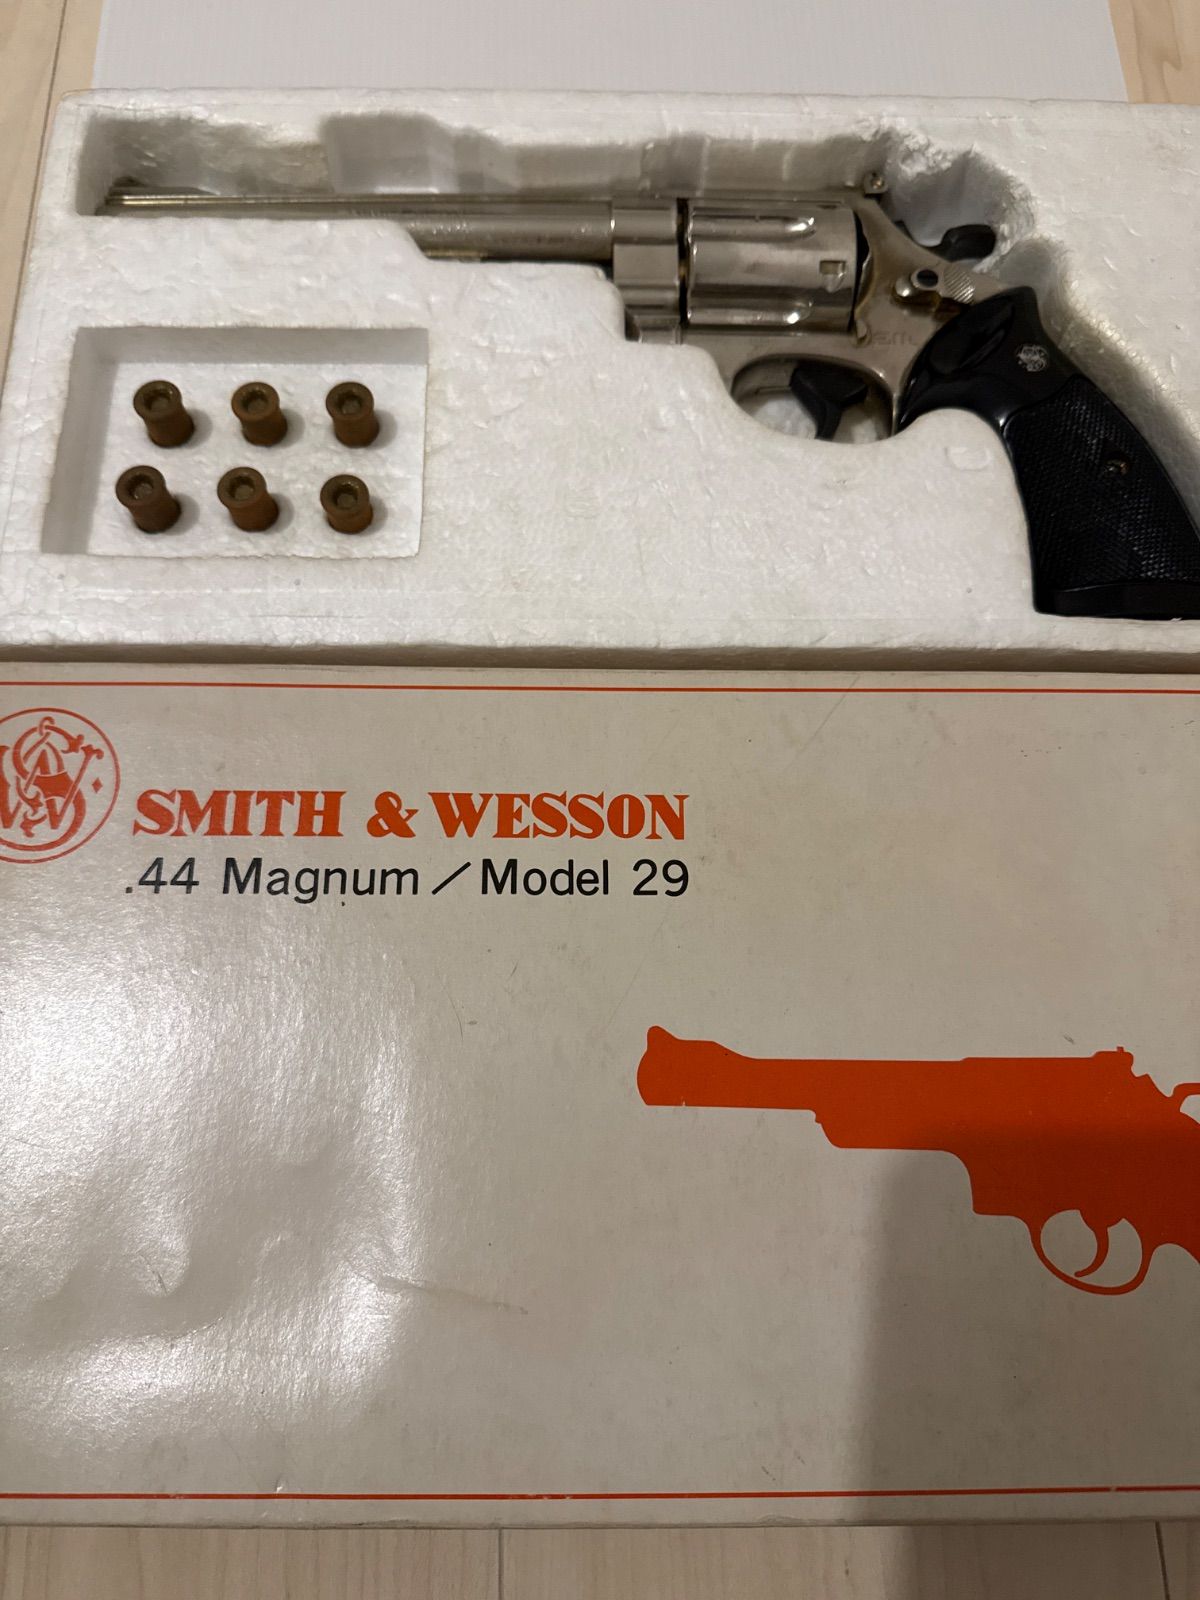 SMITH & WESSON
.44 Magnum / Model 29